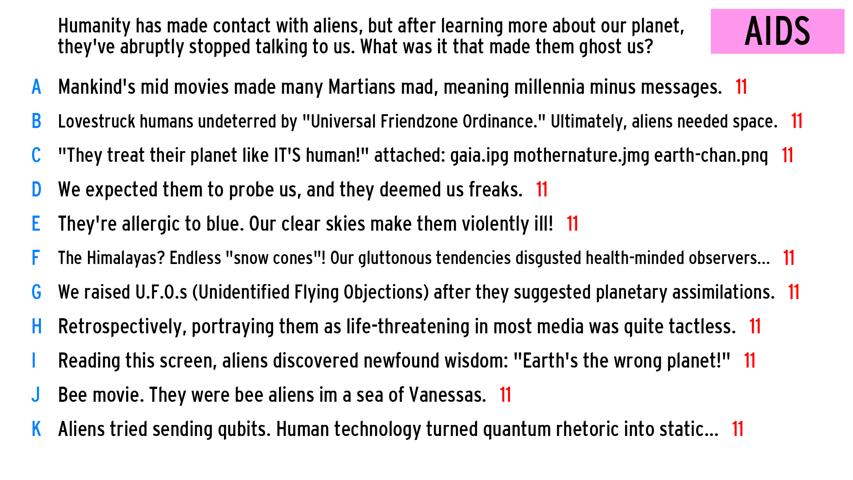 Humanity has made contact with aliens, but after learning more about our planet,
they've abruptly stopped talking to us. What was it that made them ghost us?
AIDS
A Mankind's mid movies made many Martians mad, meaning millennia minus messages. 11
B Lovestruck humans undeterred by "Universal Friendzone Ordinance." Ultimately, aliens needed space. 11
C "They treat their planet like IT'S human!" attached: gaia.jpg mothernature.jmg earth-chan.pnq 11
D We expected them to probe us, and they deemed us freaks. 11
E They're allergic to blue. Our clear skies make them violently ill! 11
F The Himalayas? Endless "snow cones"! Our gluttonous tendencies disgusted health-minded observers... 11
G We raised U.F.O.s (Unidentified Flying Objections) after they suggested planetary assimilations. 11
H Retrospectively, portraying them as life-threatening in most media was quite tactless. 11
I Reading this screen, aliens discovered newfound wisdom: "Earth's the wrong planet!" 11
J Bee movie. They were bee aliens im a sea of Vanessas. 11
K Aliens tried sending qubits. Human technology turned quantum rhetoric into static... 11